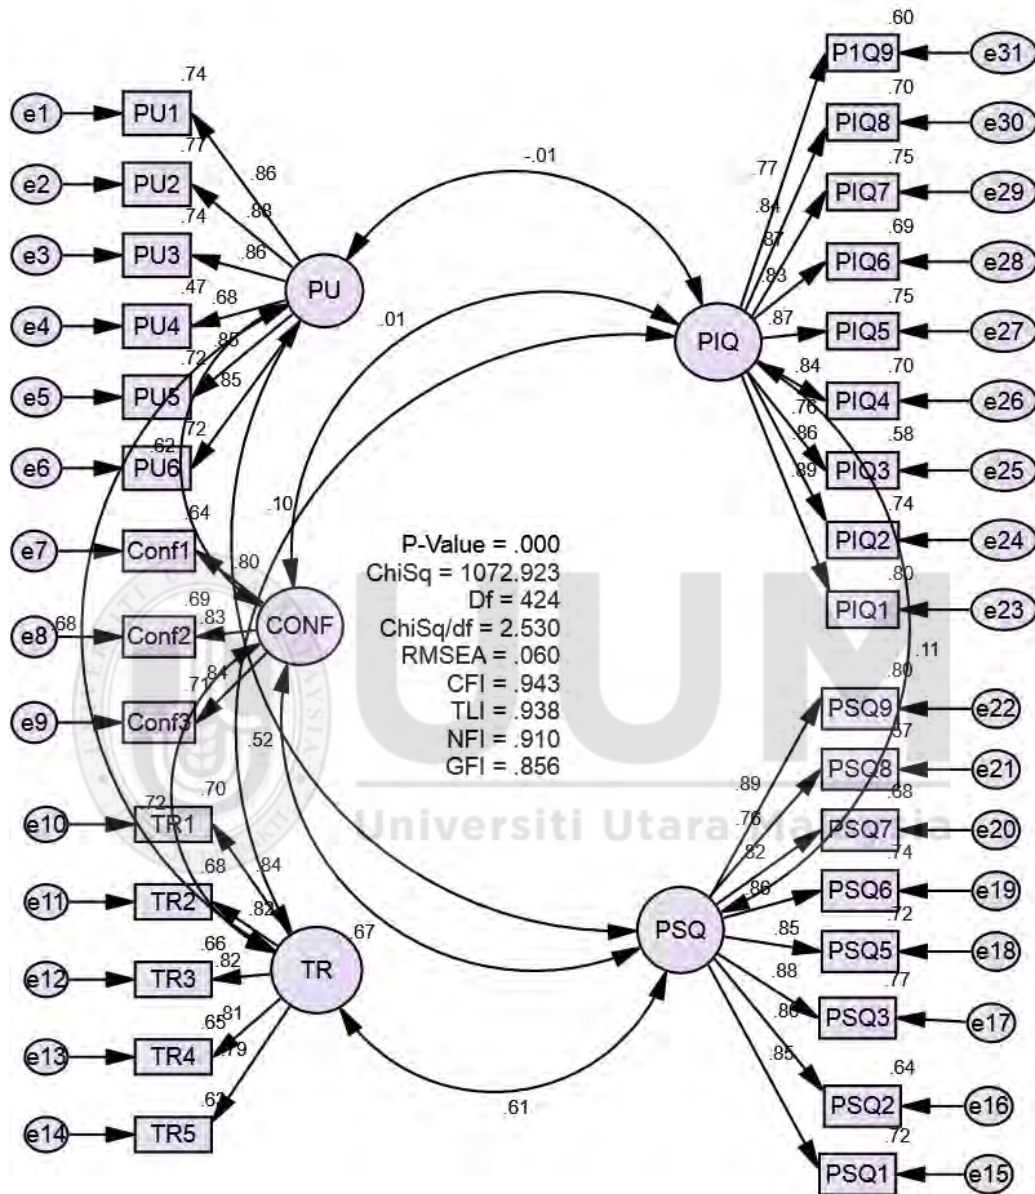 .60
P1Q9 e31
.74 .70
e1 PU1 PIQ8 e30
.77 -.01 .77 .75
e2 PU2 .86 .84 PIQ7 e29
.74 .88 .87 .69
e3 PU3 .86 PU .83 PIQ6 e28
.47 .68 .01 PIQ .87 .75
e4 PU4 PIQ5 e27
.72 .85 .84 .70
e5 PU5 .85 .76 PIQ4 e26
.62 .72 .86 .58
e6 PU6 .89 PIQ3 e25
.64 .10 .74
e7 Conf1 PIQ2 e24
P-Value = .000
ChiSq = 1072.923
Df = 424
ChiSq/df = 2.530
RMSEA = .060
CFI = .943
TLI = .938
NFI = .910
GFI = .856
.80 .80
.69 CONF PIQ1 e23
e8 .68 Conf2 .83 .11
.71 .84 .80
e9 Conf3 PSQ9 e22
.52 .57
.72 .70 .89 PSQ8 e21
UUM
Universiti Utara Malaysia
e10 TR1 .76 .68
.68 .84 .82 PSQ7 e20
e11 TR2 .82 .86 .74
.66 .67 PSQ6 e19
e12 TR3 .82 TR PSQ .85 .72
.65 .81 .88 PSQ5 e18
e13 TR4 .79 .86 .77
.62 .85 PSQ3 e17
e14 TR5 .61 .64
PSQ2 e16
.72
PSQ1 e15